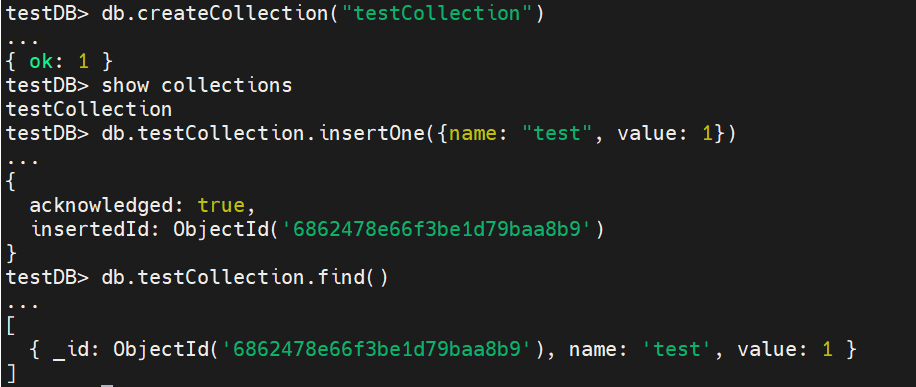 testDB> db.createCollection("testCollection")
...
{ ok: 1 }
testDB> show collections
testCollection
testDB> db.testCollection.insertOne({name: "test", value: 1})
...
{
  acknowledged: true,
  insertedId: ObjectId('6862478e66f3be1d79baa8b9')
}
testDB> db.testCollection.find()
...
[
  { _id: ObjectId('6862478e66f3be1d79baa8b9'), name: 'test', value: 1 }
]